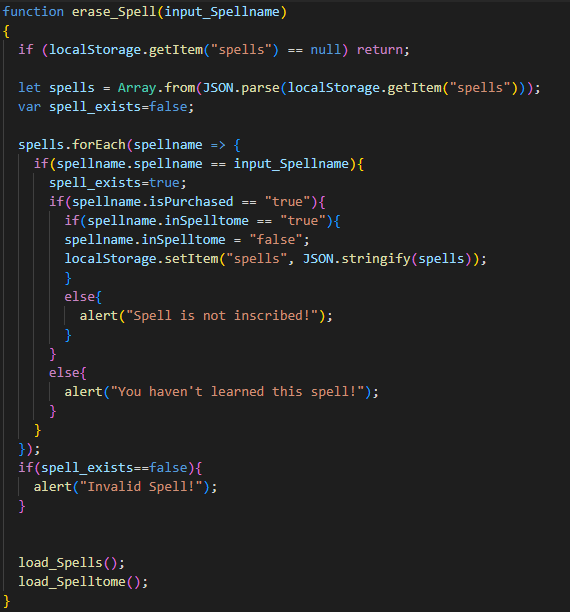 function erase_Spell(input_Spellname)
{
  if (localStorage.getItem("spells") == null) return;

  let spells = Array.from(JSON.parse(localStorage.getItem("spells")));
  var spell_exists=false;

  spells.forEach(spellname => {
    if(spellname.spellname == input_Spellname){
      spell_exists=true;
      if(spellname.isPurchased == "true"){
        if(spellname.inSpelltome == "true"){
        spellname.inSpelltome = "false";
        localStorage.setItem("spells", JSON.stringify(spells));
        }
        else{
          alert("Spell is not inscribed!");
        }
      }
      else{
        alert("You haven't learned this spell!");
      }
    }
  });
  if(spell_exists==false){
    alert("Invalid Spell!");
  }


  load_Spells();
  load_Spelltome();
}